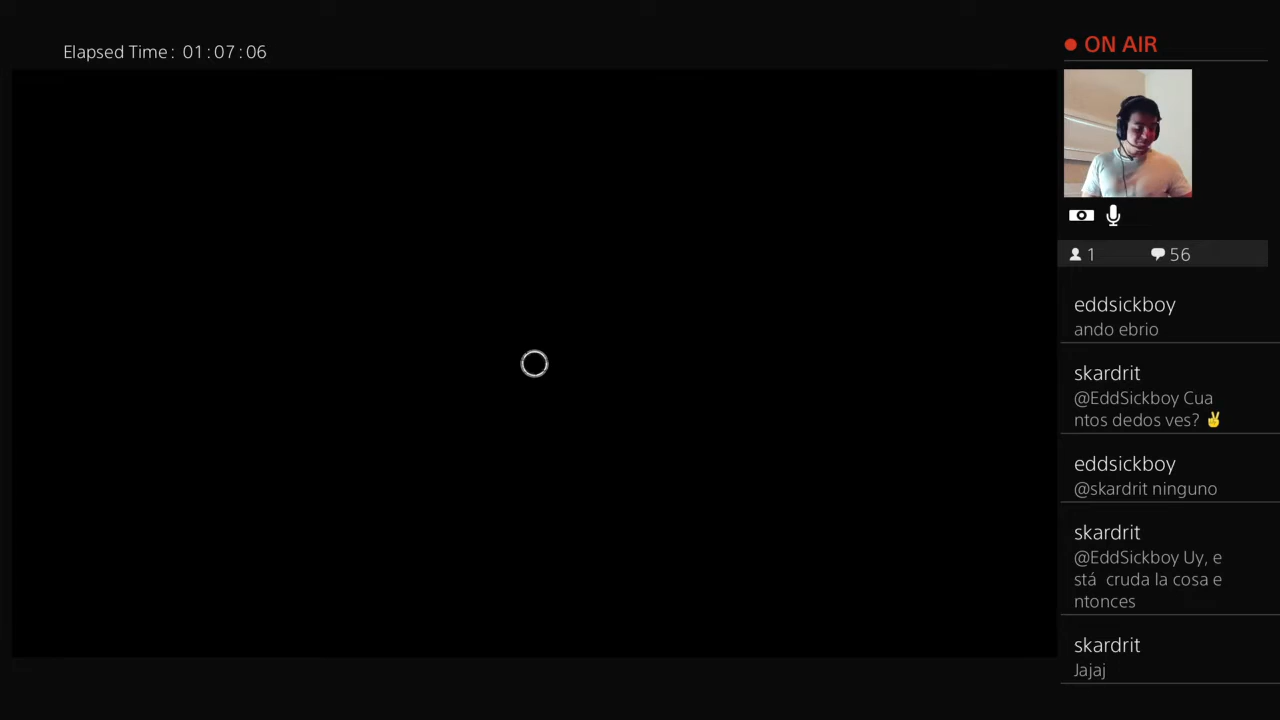 Elapsed Time: 01:07:06
ON AIR
1 56
eddsickboy
ando ebrio
skardrit
@EddSickboy Cua
ntos dedos ves? ✌
eddsickboy
@skardrit ninguno
skardrit
@EddSickboy Uy, e
stá cruda la cosa e
ntonces
skardrit
Jajaj